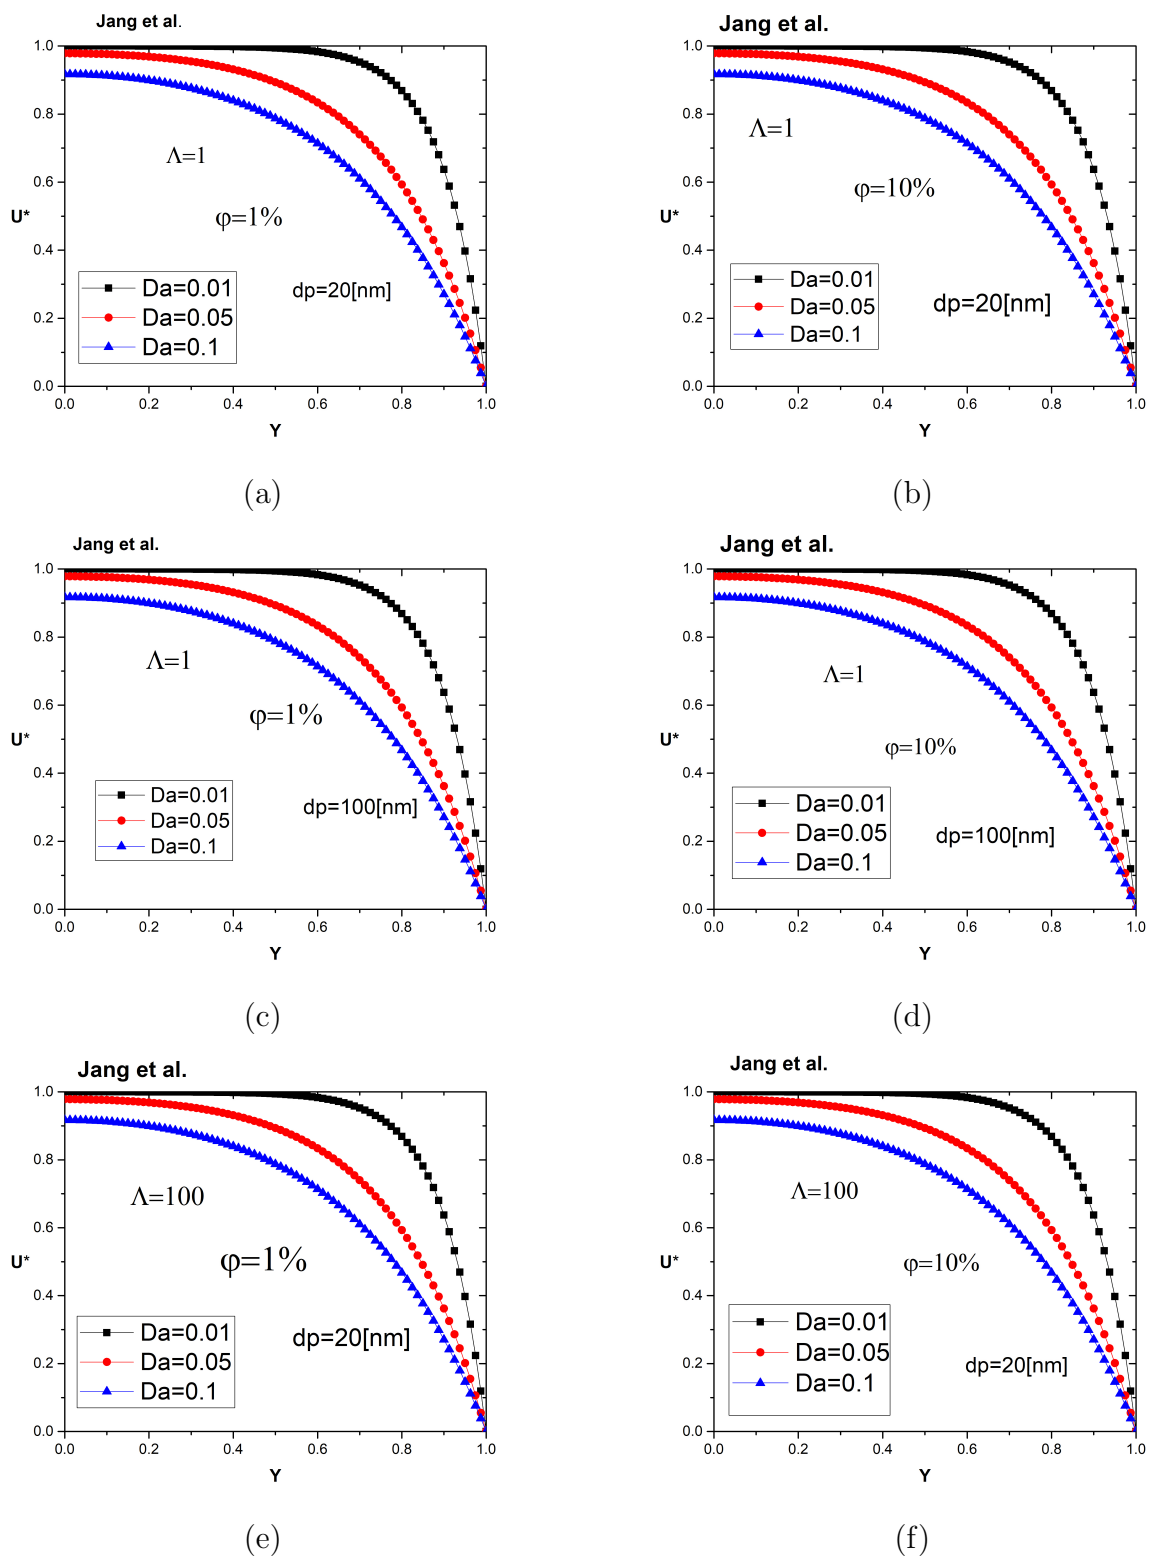 Jang et al.
1.0
0.8
0.6
0.4
0.2
0.0
U*
Λ=1
φ=1%
dp=20[nm]
Da=0.01
Da=0.05
Da=0.1
0.0 0.2 0.4 0.6 0.8 1.0
Y
(a)
Jang et al.
1.0
0.8
0.6
0.4
0.2
0.0
U*
Λ=1
φ=10%
dp=20[nm]
Da=0.01
Da=0.05
Da=0.1
0.0 0.2 0.4 0.6 0.8 1.0
Y
(b)
Jang et al.
1.0
0.8
0.6
0.4
0.2
0.0
U*
Λ=1
φ=1%
dp=100[nm]
Da=0.01
Da=0.05
Da=0.1
0.0 0.2 0.4 0.6 0.8 1.0
Y
(c)
Jang et al.
1.0
0.8
0.6
0.4
0.2
0.0
U*
Λ=1
φ=10%
dp=100[nm]
Da=0.01
Da=0.05
Da=0.1
0.0 0.2 0.4 0.6 0.8 1.0
Y
(d)
Jang et al.
1.0
0.8
0.6
0.4
0.2
0.0
U*
Λ=100
φ=1%
dp=20[nm]
Da=0.01
Da=0.05
Da=0.1
0.0 0.2 0.4 0.6 0.8 1.0
Y
(e)
Jang et al.
1.0
0.8
0.6
0.4
0.2
0.0
U*
Λ=100
φ=10%
dp=20[nm]
Da=0.01
Da=0.05
Da=0.1
0.0 0.2 0.4 0.6 0.8 1.0
Y
(f)